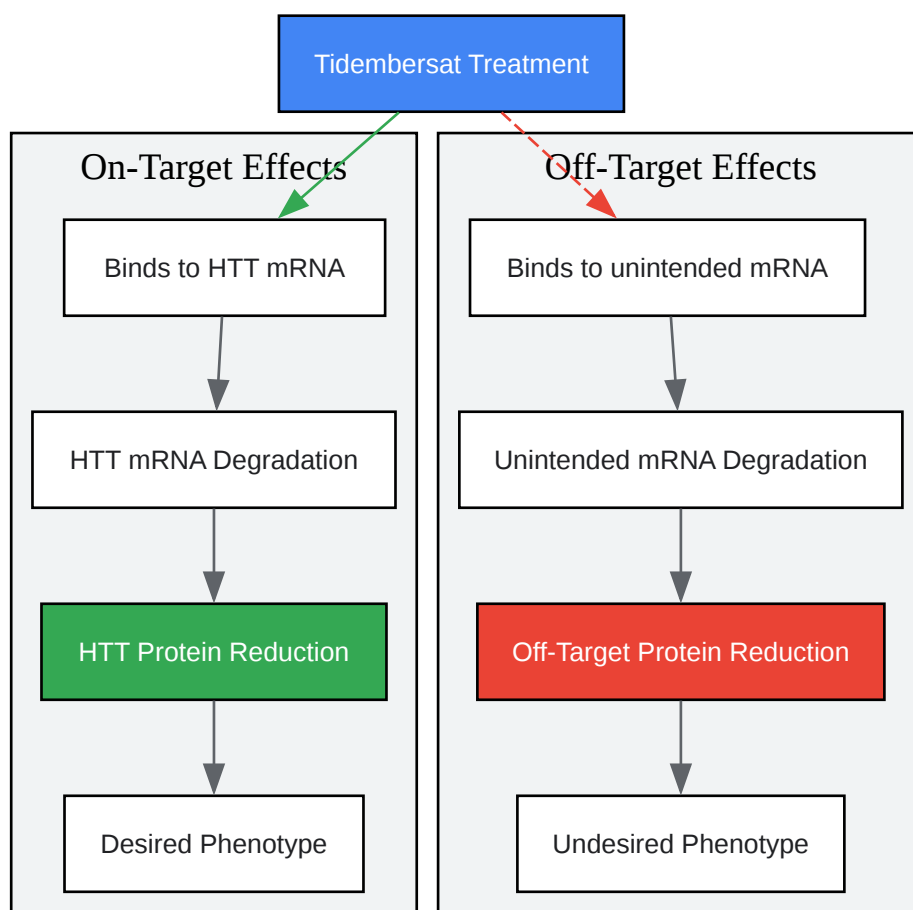 Tidembersat Treatment
On-Target Effects
Off-Target Effects
Binds to HTT mRNA
Binds to unintended mRNA
HTT mRNA Degradation
Unintended mRNA Degradation
HTT Protein Reduction
Off-Target Protein Reduction
Desired Phenotype
Undesired Phenotype